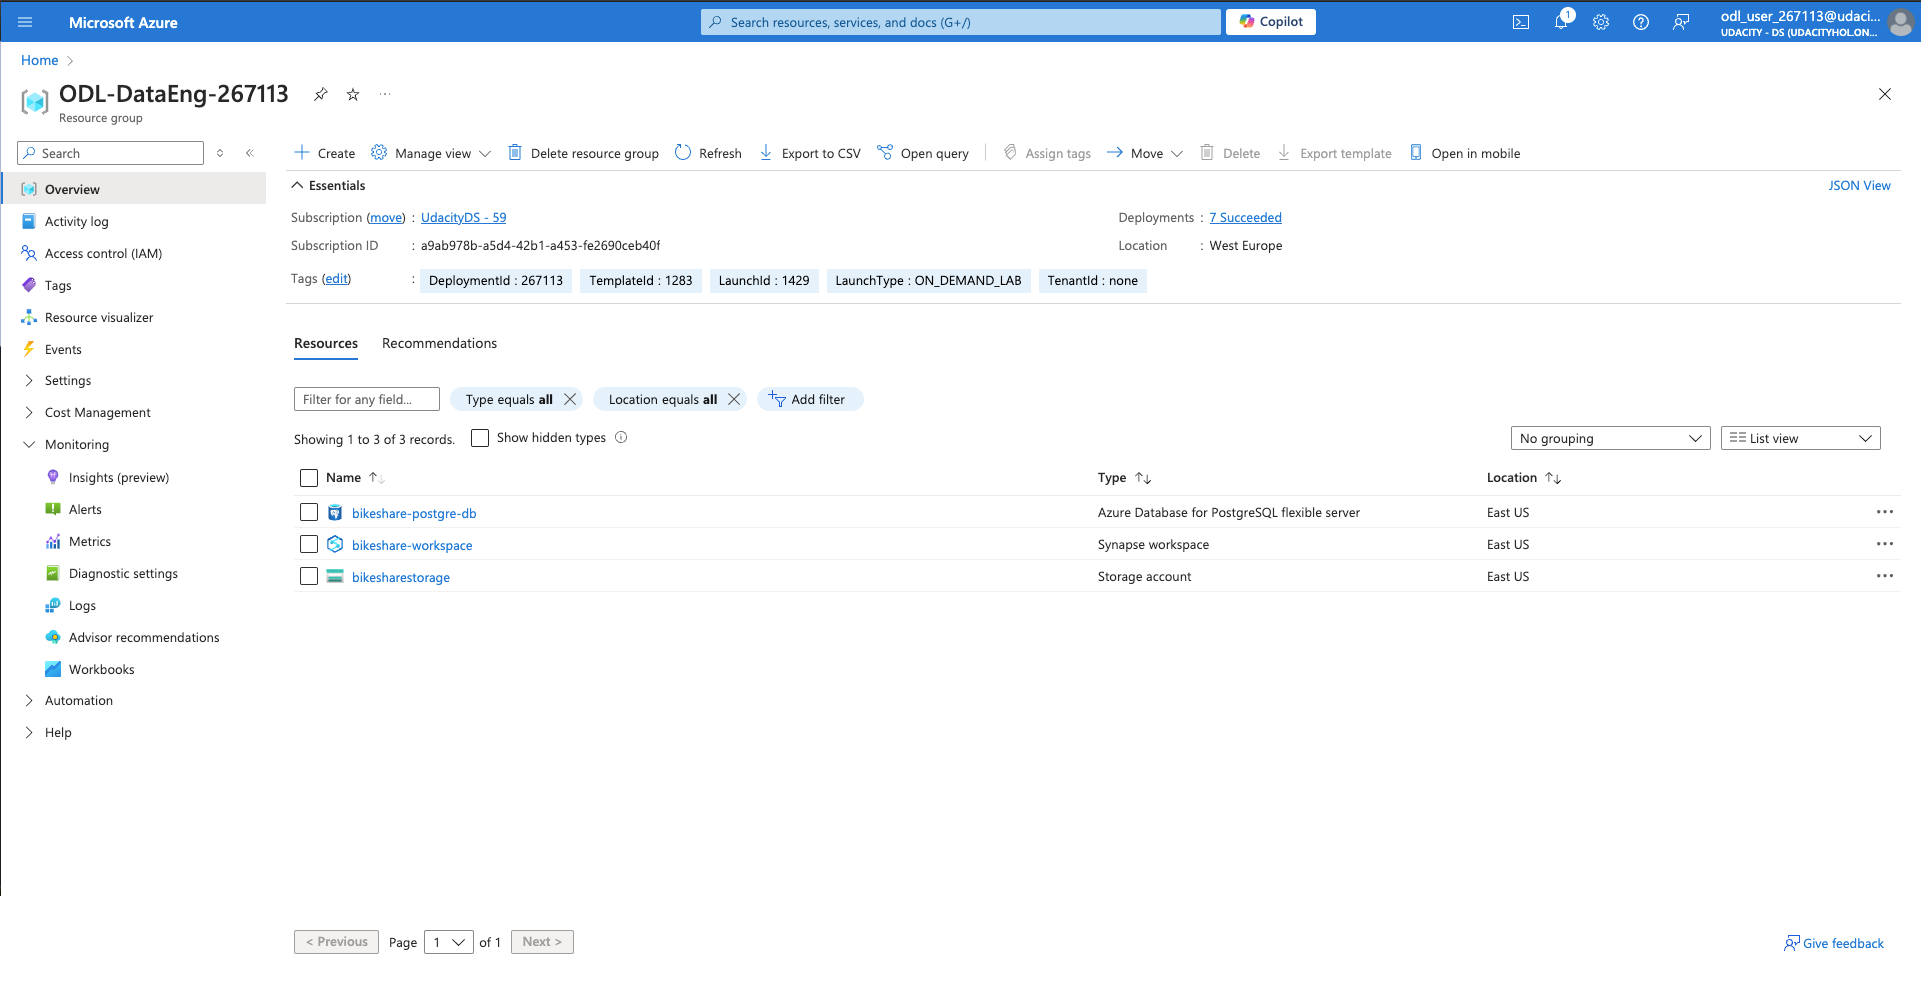 Microsoft Azure
Search resources, services, and docs (G+/)
Copilot
1
odl_user_267113@udaci...
UDACITY - DS (UDACITYHOL.ON...
Home
ODL-DataEng-267113
Resource group
Search
Create
Manage view
Delete resource group
Refresh
Export to CSV
Open query
Assign tags
Move
Delete
Export template
Open in mobile
Overview
Activity log
Access control (IAM)
Tags
Resource visualizer
Events
Settings
Cost Management
Monitoring
Insights (preview)
Alerts
Metrics
Diagnostic settings
Logs
Advisor recommendations
Workbooks
Automation
Help
Essentials
JSON View
Subscription (move) : UdacityDS - 59
Deployments : 7 Succeeded
Subscription ID : a9ab978b-a5d4-42b1-a453-fe2690ceb40f
Location : West Europe
Tags (edit) : DeploymentId : 267113 TemplateId : 1283 LaunchId : 1429 LaunchType : ON_DEMAND_LAB TenantId : none
Resources Recommendations
Filter for any field...
Type equals all
Location equals all
Add filter
Showing 1 to 3 of 3 records.
Show hidden types
No grouping
List view
Name Type Location
bikeshare-postgre-db Azure Database for PostgreSQL flexible server East US
bikeshare-workspace Synapse workspace East US
bikesharestorage Storage account East US
< Previous Page 1 of 1 Next >
Give feedback